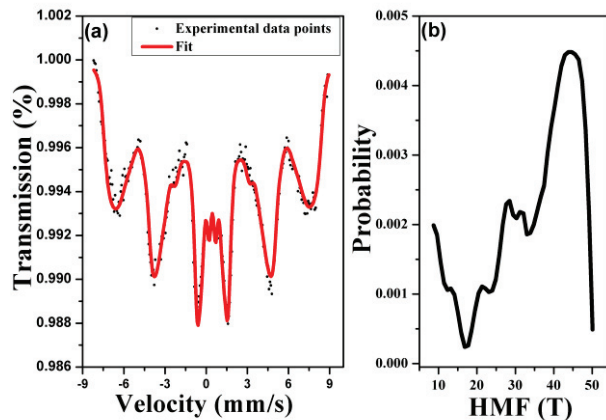 (a)
Experimental data points
Fit
1.002
1.000
0.998
0.996
0.994
0.992
0.990
0.988
0.986
Transmission (%)
-9 -6 -3 0 3 6 9
Velocity (mm/s)
(b)
0.005
0.004
0.003
0.002
0.001
0.000
Probability
10 20 30 40 50
HMF (T)